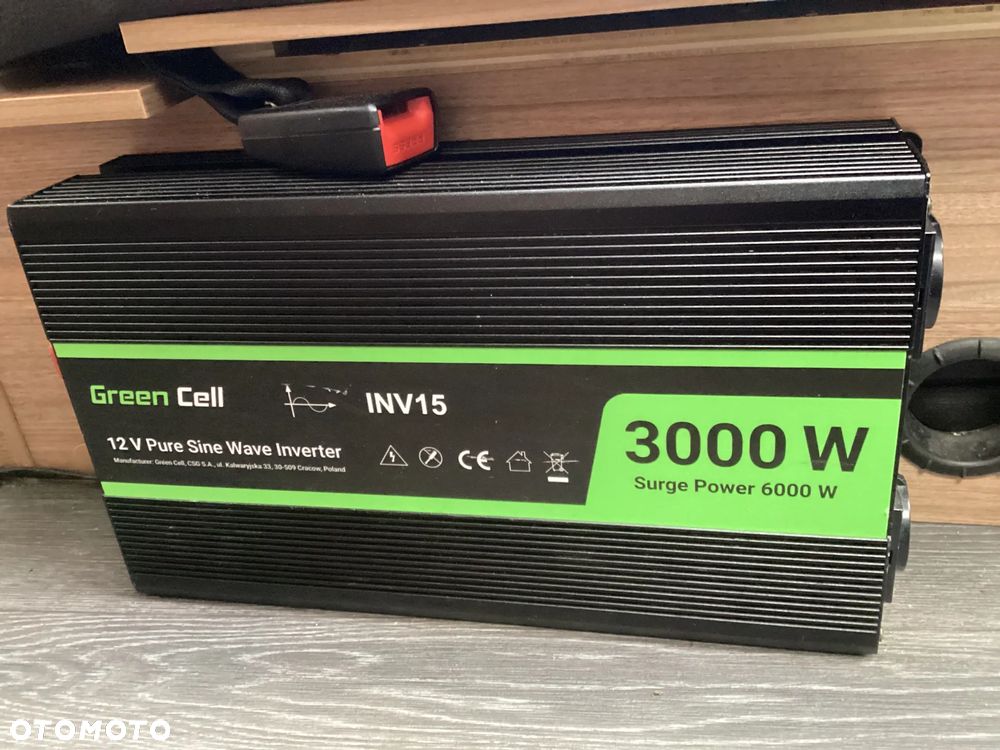 PRESS
Green Cell
INV15
12 V Pure Sine Wave Inverter
Manufacturer: Green Cell, CSG S.A., ul. Kalwaryjska 33, 30-509 Cracow, Poland
CE
3000 W
Surge Power 6000 W
OTOMOTO